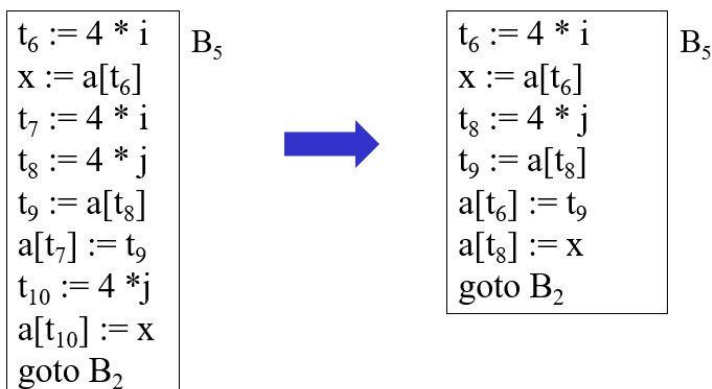 t₆ := 4 * i
x := a[t₆]
t₇ := 4 * i
t₈ := 4 * j
t₉ := a[t₈]
a[t₇] := t₉
t₁₀ := 4 *j
a[t₁₀] := x
goto B₂
B₅
t₆ := 4 * i
x := a[t₆]
t₈ := 4 * j
t₉ := a[t₈]
a[t₆] := t₉
a[t₈] := x
goto B₂
B₅